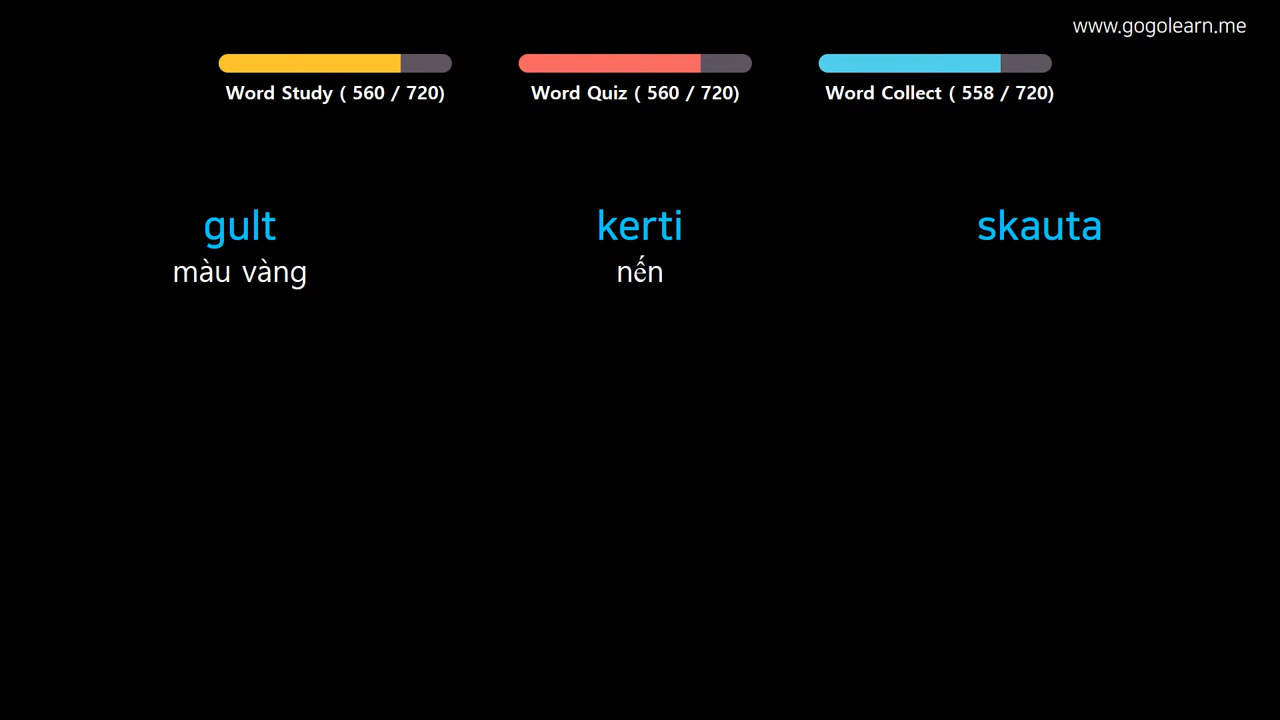 www.gogolearn.me
Word Study ( 560 / 720)
Word Quiz ( 560 / 720)
Word Collect ( 558 / 720)
gult
màu vàng
kerti
nến
skauta